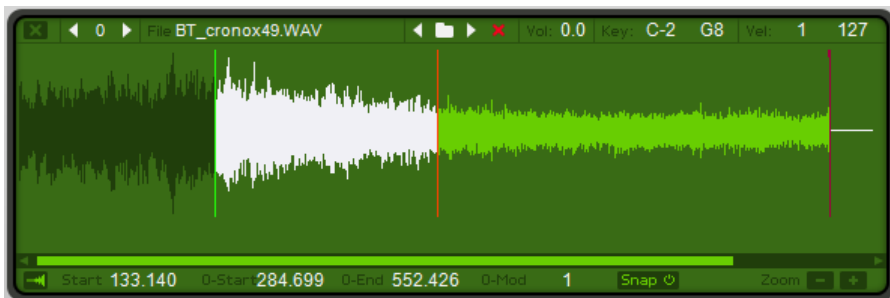 0 File BT_cronox49.WAV Vol: 0.0 Key: C-2 G8 Vel: 1 127
Start 133.140 0-Start 284.699 0-End 552.426 0-Mod 1 Snap Zoom